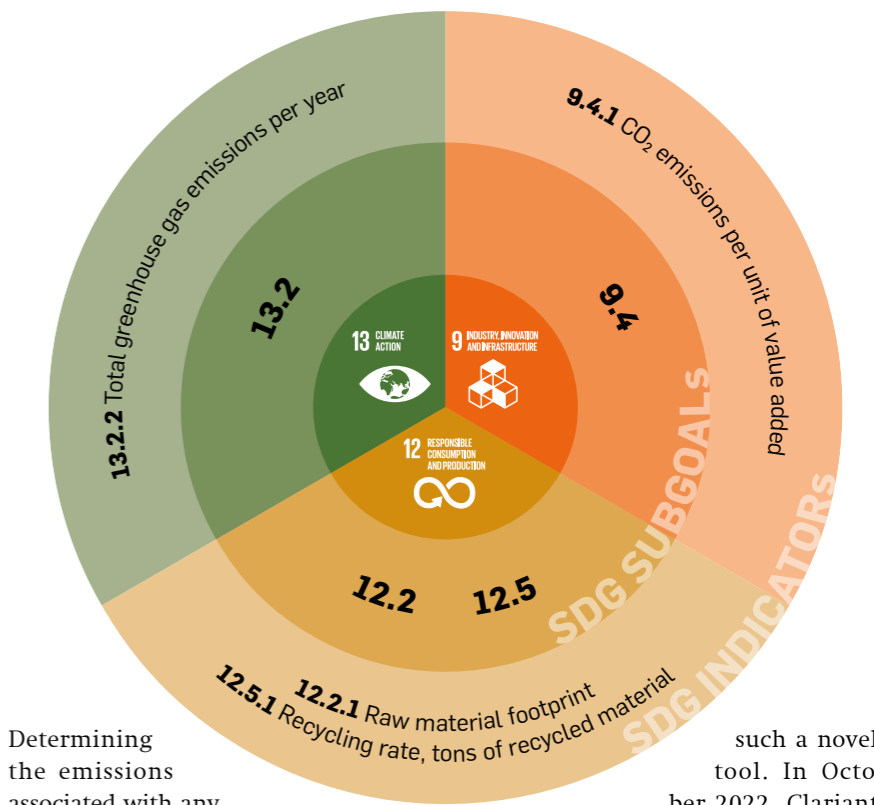 13.2.2 Total greenhouse gas emissions per year
9.4.1 CO₂ emissions per unit of value added
13.2
9.4
13 CLIMATE
ACTION
9 INDUSTRY, INNOVATION
AND INFRASTRUCTURE
12 RESPONSIBLE
CONSUMPTION
AND PRODUCTION
12.2
12.5
SDG SUBGOALS
SDG INDICATORs
12.2.1 Raw material footprint
12.5.1 Recycling rate, tons of recycled material
Determining
the emissions
associated with any
such a novel
tool. In Octo
ber 2022, Clariant